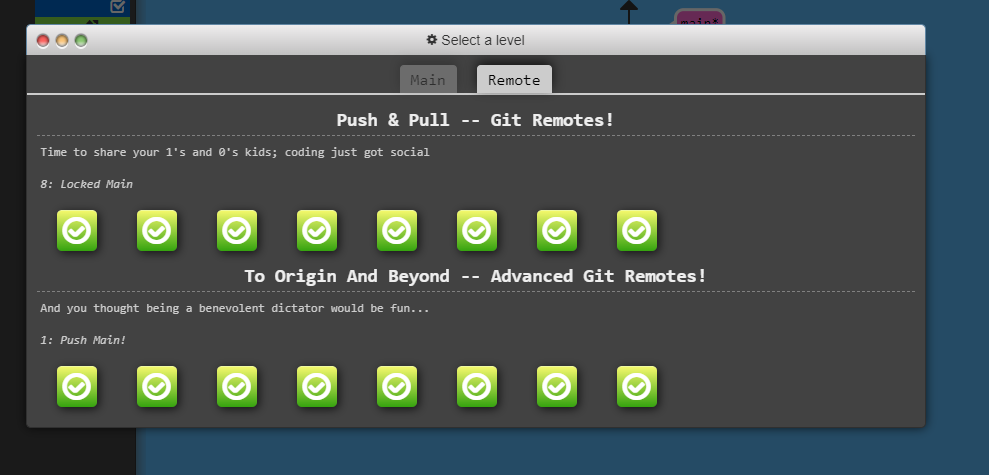 main*
Select a level
Main
Remote
Push & Pull -- Git Remotes!
Time to share your 1's and 0's kids; coding just got social
8: Locked Main
To Origin And Beyond -- Advanced Git Remotes!
And you thought being a benevolent dictator would be fun...
1: Push Main!